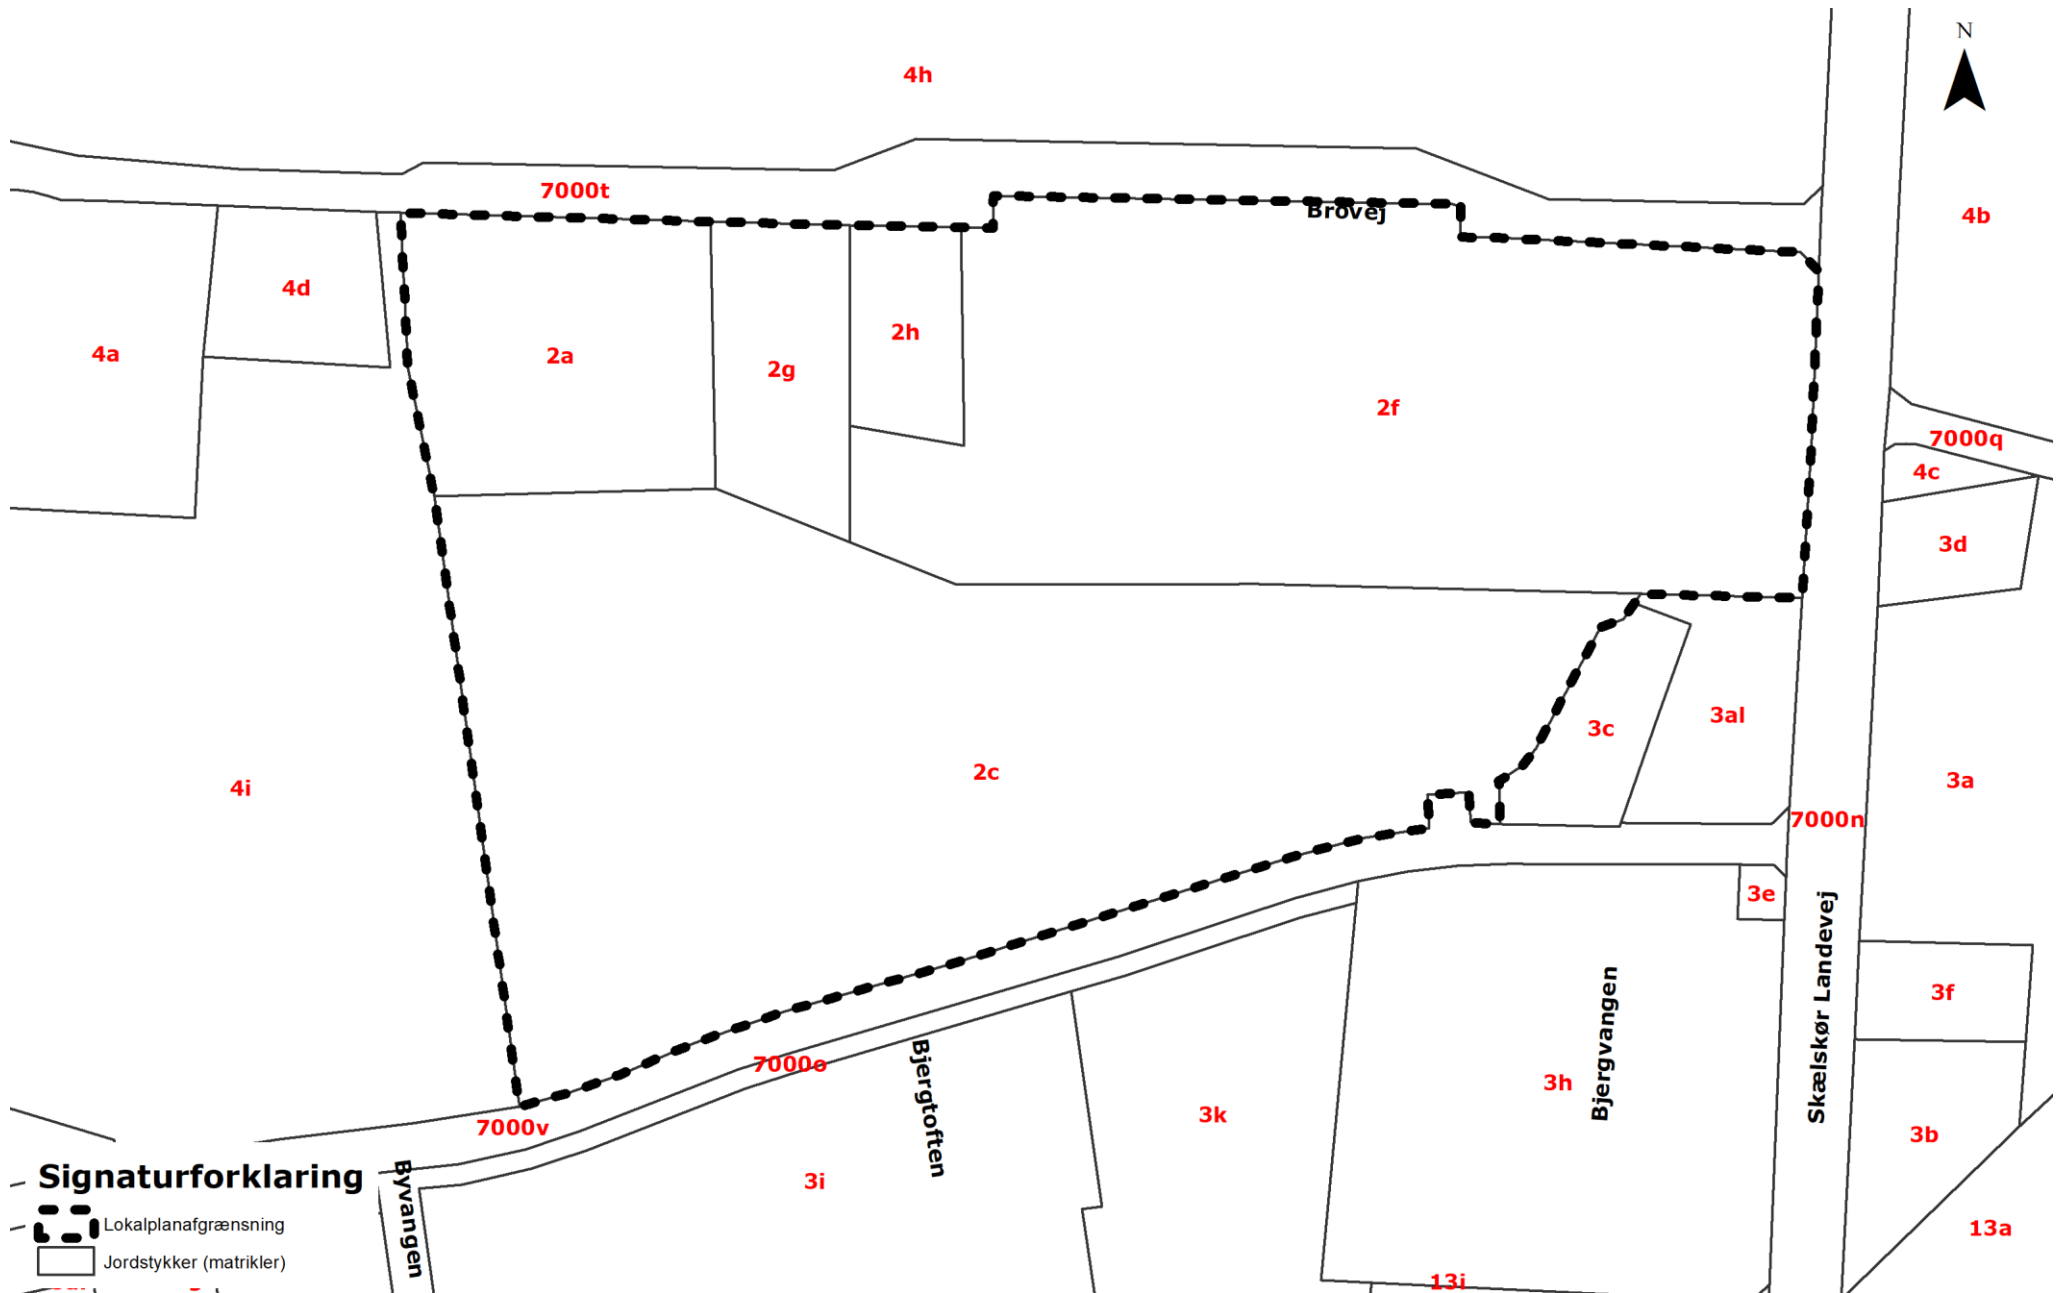 N
4h
7000t
Brovej
4b
4d
2h
4a
2a
2g
2f
7000q
4c
3d
3c
3al
2c
3a
4i
7000n
3e
3f
7000o
Bjergtoften
3h
Bjergvangen
Skælskør Landevej
3k
7000v
3b
3i
Byvangen
13a
13i
Signaturforklaring
Lokalplanafgrænsning
Jordstykker (matrikler)